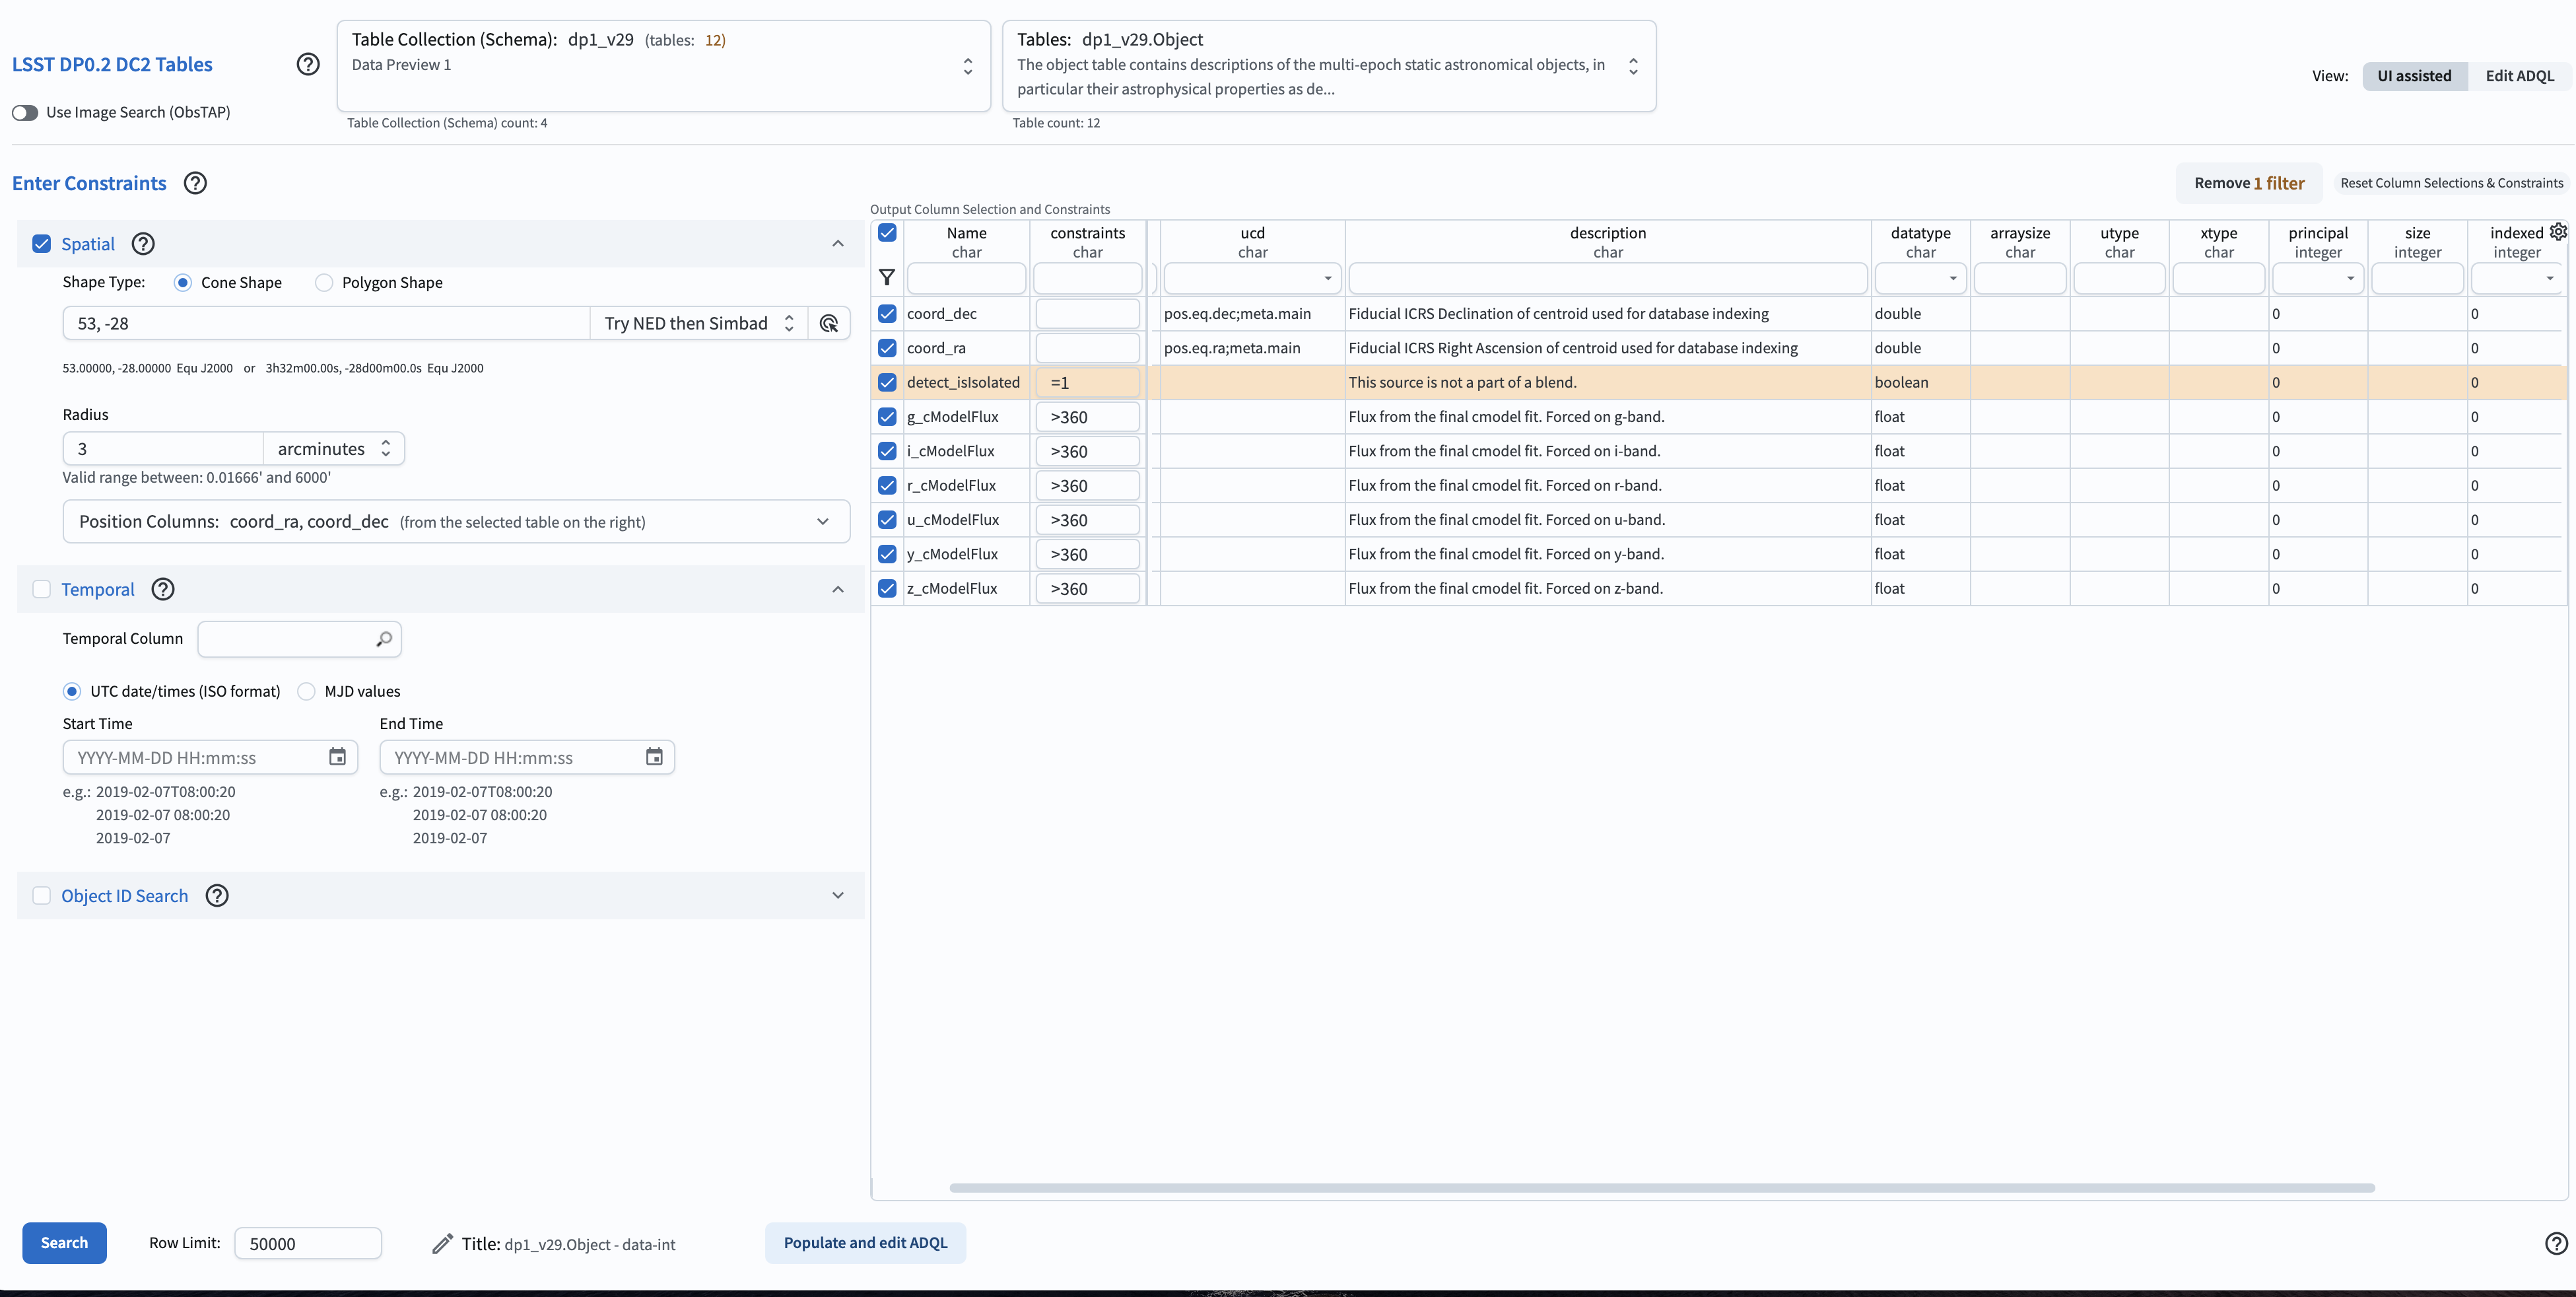 LSST DP0.2 DC2 Tables
Use Image Search (ObsTAP)
Table Collection (Schema): dp1_v29 (tables: 12)
Data Preview 1
Table Collection (Schema) count: 4
Tables: dp1_v29.Object
The object table contains descriptions of the multi-epoch static astronomical objects, in
particular their astrophysical properties as de...
Table count: 12
View: UI assisted Edit ADQL
Enter Constraints
Remove 1 filter Reset Column Selections & Constraints
Spatial
Shape Type: Cone Shape Polygon Shape
53, -28 Try NED then Simbad
53.00000, -28.00000 Equ J2000 or 3h32m00.00s, -28d00m00.0s Equ J2000
Radius
3 arcminutes
Valid range between: 0.01666' and 6000'
Position Columns: coord_ra, coord_dec (from the selected table on the right)
Temporal
Temporal Column
UTC date/times (ISO format) MJD values
Start Time End Time
YYYY-MM-DD HH:mm:ss YYYY-MM-DD HH:mm:ss
e.g.: 2019-02-07T08:00:20 e.g.: 2019-02-07T08:00:20
2019-02-07 08:00:20 2019-02-07 08:00:20
2019-02-07 2019-02-07
Object ID Search
Output Column Selection and Constraints
Name constraints ucd description datatype arraysize utype xtype principal size indexed
char char char char char char char char integer integer integer
coord_dec pos.eq.dec;meta.main Fiducial ICRS Declination of centroid used for database indexing double 0 0
coord_ra pos.eq.ra;meta.main Fiducial ICRS Right Ascension of centroid used for database indexing double 0 0
detect_isIsolated =1 This source is not a part of a blend. boolean 0 0
g_cModelFlux >360 Flux from the final cmodel fit. Forced on g-band. float 0 0
i_cModelFlux >360 Flux from the final cmodel fit. Forced on i-band. float 0 0
r_cModelFlux >360 Flux from the final cmodel fit. Forced on r-band. float 0 0
u_cModelFlux >360 Flux from the final cmodel fit. Forced on u-band. float 0 0
y_cModelFlux >360 Flux from the final cmodel fit. Forced on y-band. float 0 0
z_cModelFlux >360 Flux from the final cmodel fit. Forced on z-band. float 0 0
Search Row Limit: 50000 Title: dp1_v29.Object - data-int Populate and edit ADQL